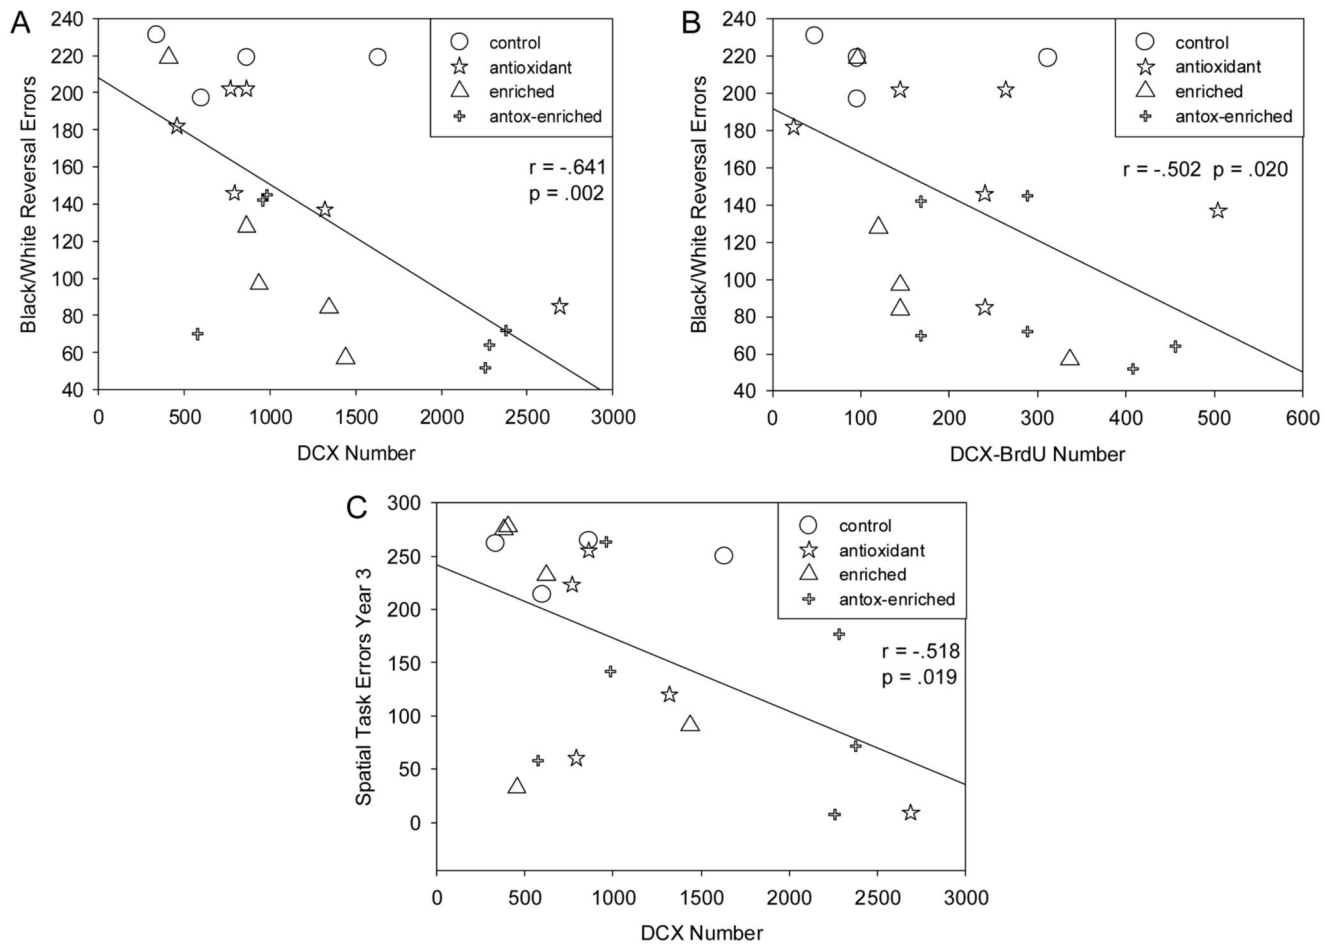 A
Black/White Reversal Errors
240
220
200
180
160
140
120
100
80
60
40
control
antioxidant
enriched
antox-enriched
r = -.641
p = .002
0 500 1000 1500 2000 2500 3000
DCX Number
B
Black/White Reversal Errors
240
220
200
180
160
140
120
100
80
60
40
control
antioxidant
enriched
antox-enriched
r = -.502 p = .020
0 100 200 300 400 500 600
DCX-BrdU Number
C
Spatial Task Errors Year 3
300
250
200
150
100
50
0
control
antioxidant
enriched
antox-enriched
r = -.518
p = .019
0 500 1000 1500 2000 2500 3000
DCX Number